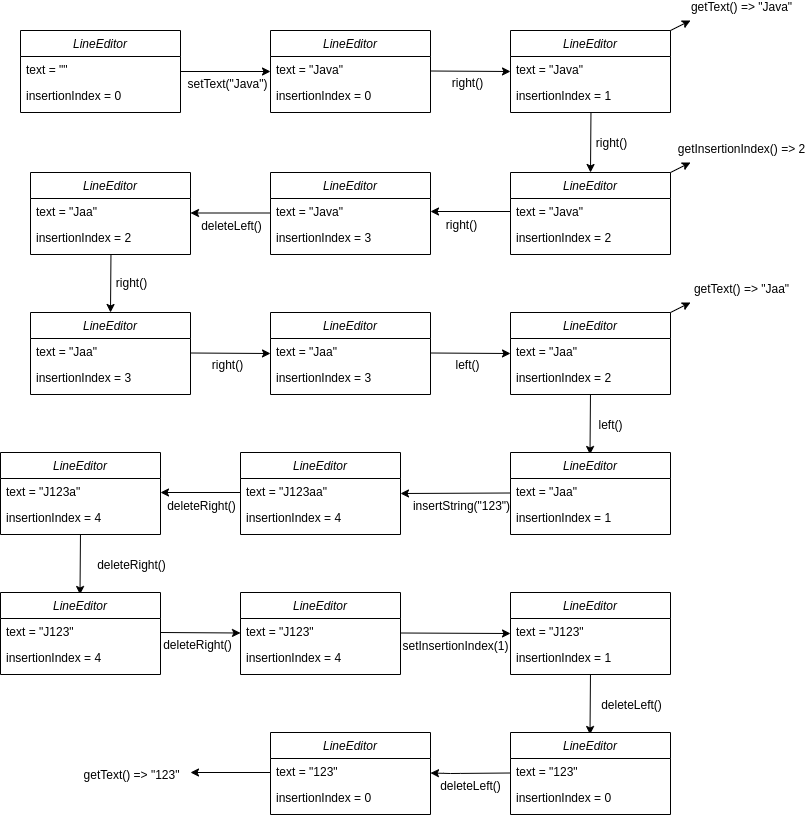 getText() => "Java"
LineEditor
text = ""
insertionIndex = 0
setText("Java")
LineEditor
text = "Java"
insertionIndex = 0
right()
LineEditor
text = "Java"
insertionIndex = 1
right()
getInsertionIndex() => 2
LineEditor
text = "Java"
insertionIndex = 2
right()
LineEditor
text = "Java"
insertionIndex = 3
deleteLeft()
LineEditor
text = "Jaa"
insertionIndex = 2
right()
LineEditor
text = "Jaa"
insertionIndex = 3
right()
LineEditor
text = "Jaa"
insertionIndex = 3
left()
getText() => "Jaa"
LineEditor
text = "Jaa"
insertionIndex = 2
left()
LineEditor
text = "Jaa"
insertionIndex = 1
insertString("123")
LineEditor
text = "J123aa"
insertionIndex = 4
deleteRight()
LineEditor
text = "J123a"
insertionIndex = 4
deleteRight()
LineEditor
text = "J123"
insertionIndex = 4
deleteRight()
LineEditor
text = "J123"
insertionIndex = 4
setInsertionIndex(1)
LineEditor
text = "J123"
insertionIndex = 1
deleteLeft()
LineEditor
text = "123"
insertionIndex = 0
deleteLeft()
LineEditor
text = "123"
insertionIndex = 0
getText() => "123"